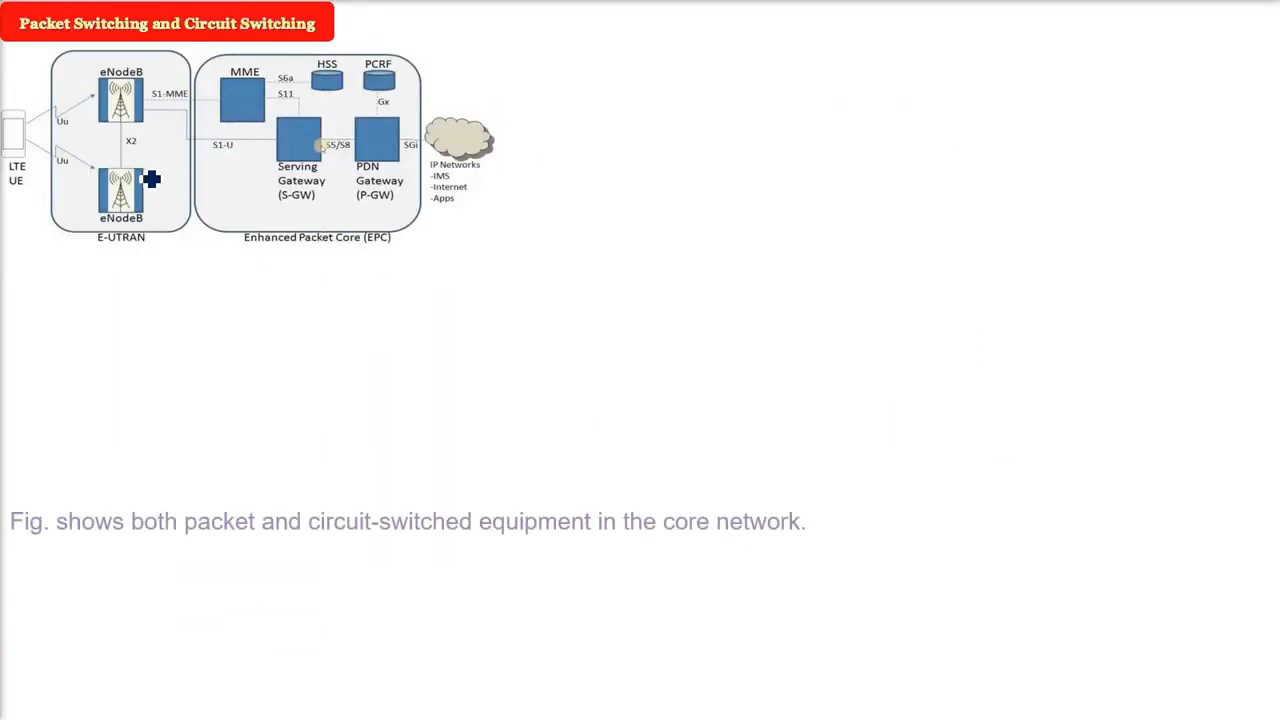 Packet Switching and Circuit Switching
eNodeB
MME
HSS
PCRF
S6a
S1-MME
S11
Gx
Uu
X2
S1-U
S5/S8
SGi
LTE
UE
Uu
Serving
Gateway
(S-GW)
PDN
Gateway
(P-GW)
IP Networks
-IMS
-Internet
-Apps
eNodeB
E-UTRAN
Enhanced Packet Core (EPC)
Fig. shows both packet and circuit-switched equipment in the core network.